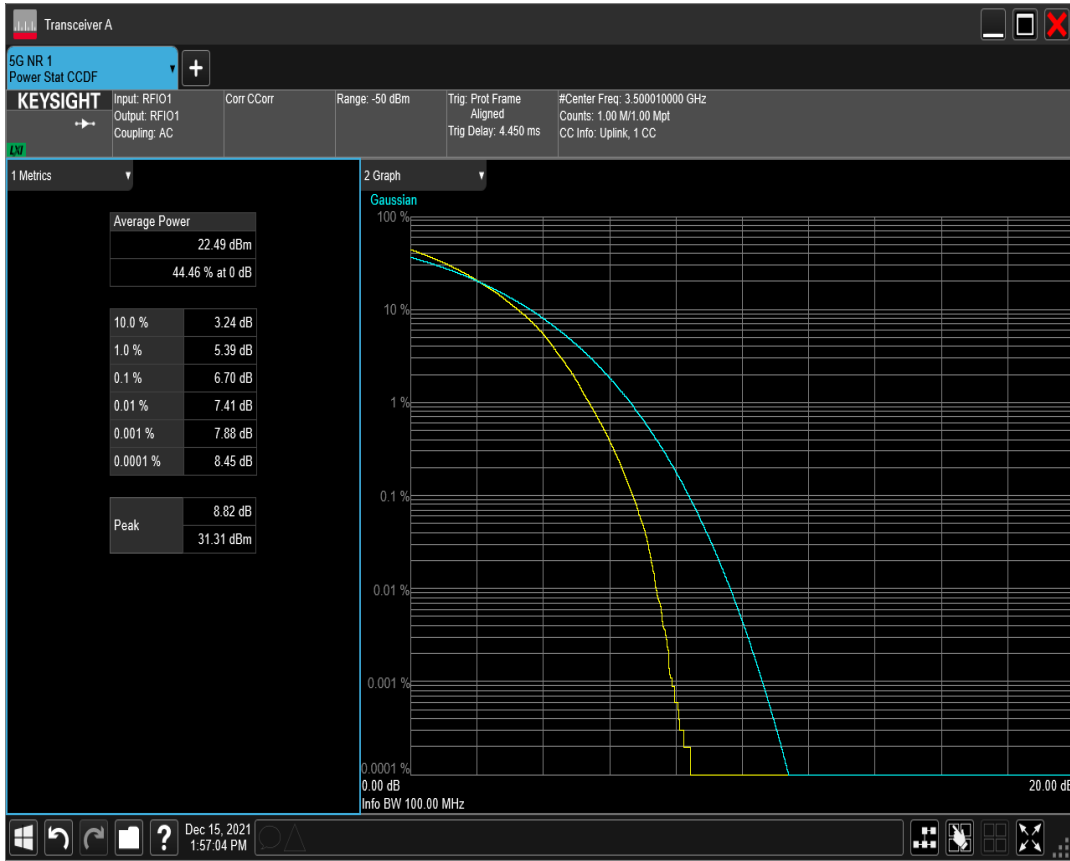 Transceiver A
5G NR 1
Power Stat CCDF
+
KEYSIGHT
LXI
Input: RFIO1
Output: RFIO1
Coupling: AC
Corr CCorr
Range: -50 dBm
Trig: Prot Frame
Aligned
Trig Delay: 4.450 ms
#Center Freq: 3.500010000 GHz
Counts: 1.00 M/1.00 Mpt
CC Info: Uplink, 1 CC
1 Metrics
Average Power
22.49 dBm
44.46 % at 0 dB
10.0 % 3.24 dB
1.0 % 5.39 dB
0.1 % 6.70 dB
0.01 % 7.41 dB
0.001 % 7.88 dB
0.0001 % 8.45 dB
Peak
8.82 dB
31.31 dBm
2 Graph
Gaussian
100 %
10 %
1 %
0.1 %
0.01 %
0.001 %
0.0001 %
0.00 dB 20.00 dB
Info BW 100.00 MHz
?
Dec 15, 2021
1:57:04 PM